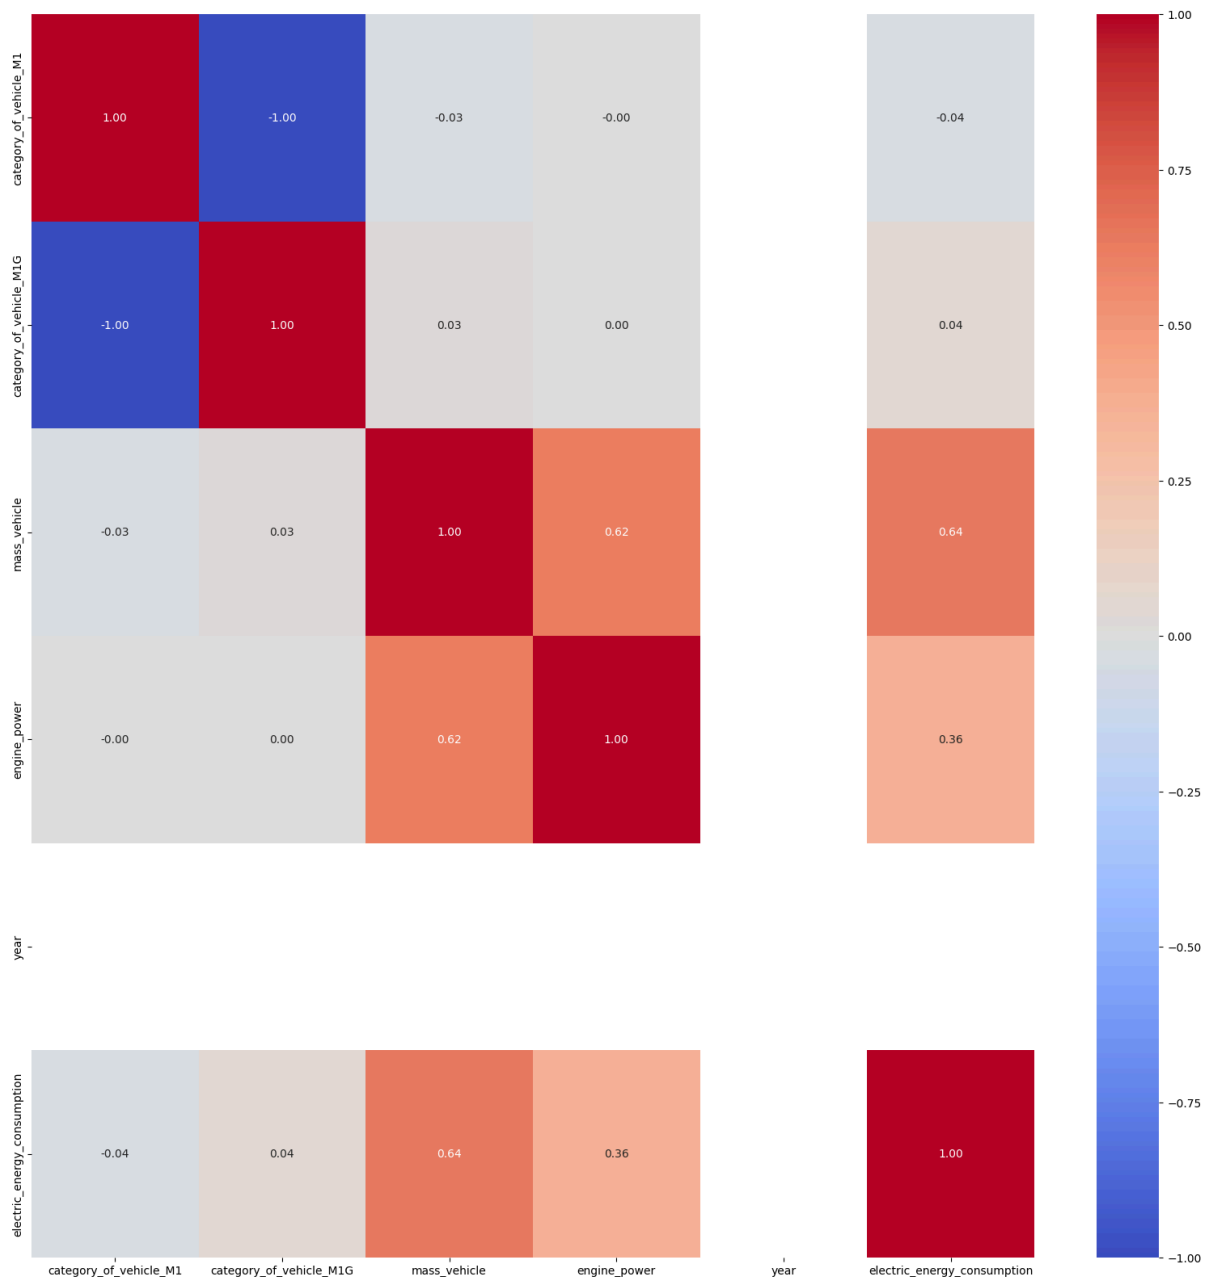 category_of_vehicle_M1
1.00 -1.00 -0.03 -0.00 -0.04
category_of_vehicle_M1G
-1.00 1.00 0.03 0.00 0.04
mass_vehicle
-0.03 0.03 1.00 0.62 0.64
engine_power
-0.00 0.00 0.62 1.00 0.36
year
electric_energy_consumption
-0.04 0.04 0.64 0.36 1.00
category_of_vehicle_M1 category_of_vehicle_M1G mass_vehicle engine_power year electric_energy_consumption
1.00
0.75
0.50
0.25
0.00
−0.25
−0.50
−0.75
−1.00